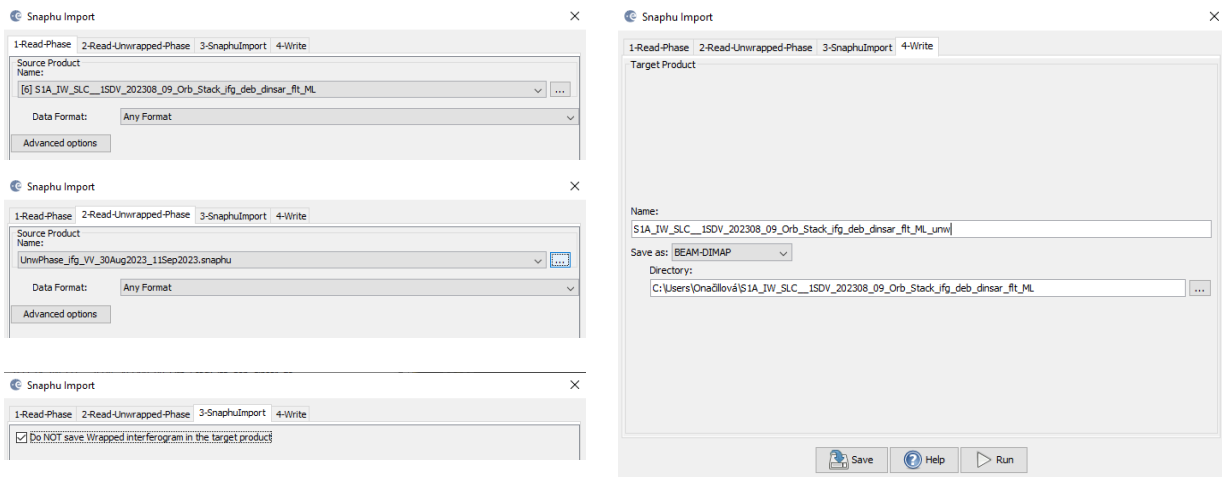 Snaphu Import
1-Read-Phase 2-Read-Unwrapped-Phase 3-SnaphuImport 4-Write
Source Product
Name:
[6] S1A_IW_SLC__1SDV_202308_09_Orb_Stack_ifg_deb_dinsar_flt_ML
...
Data Format: Any Format
Advanced options
Snaphu Import
1-Read-Phase 2-Read-Unwrapped-Phase 3-SnaphuImport 4-Write
Source Product
Name:
UnwPhase_ifg_VV_30Aug2023_11Sep2023.snaphu
...
Data Format: Any Format
Advanced options
Snaphu Import
1-Read-Phase 2-Read-Unwrapped-Phase 3-SnaphuImport 4-Write
Do NOT save Wrapped interferogram in the target product
Snaphu Import
1-Read-Phase 2-Read-Unwrapped-Phase 3-SnaphuImport 4-Write
Target Product
Name:
S1A_IW_SLC__1SDV_202308_09_Orb_Stack_ifg_deb_dinsar_flt_ML_unw
Save as: BEAM-DIMAP
Directory:
C:\Users\Onačillová\S1A_IW_SLC__1SDV_202308_09_Orb_Stack_ifg_deb_dinsar_flt_ML
...
Save Help Run